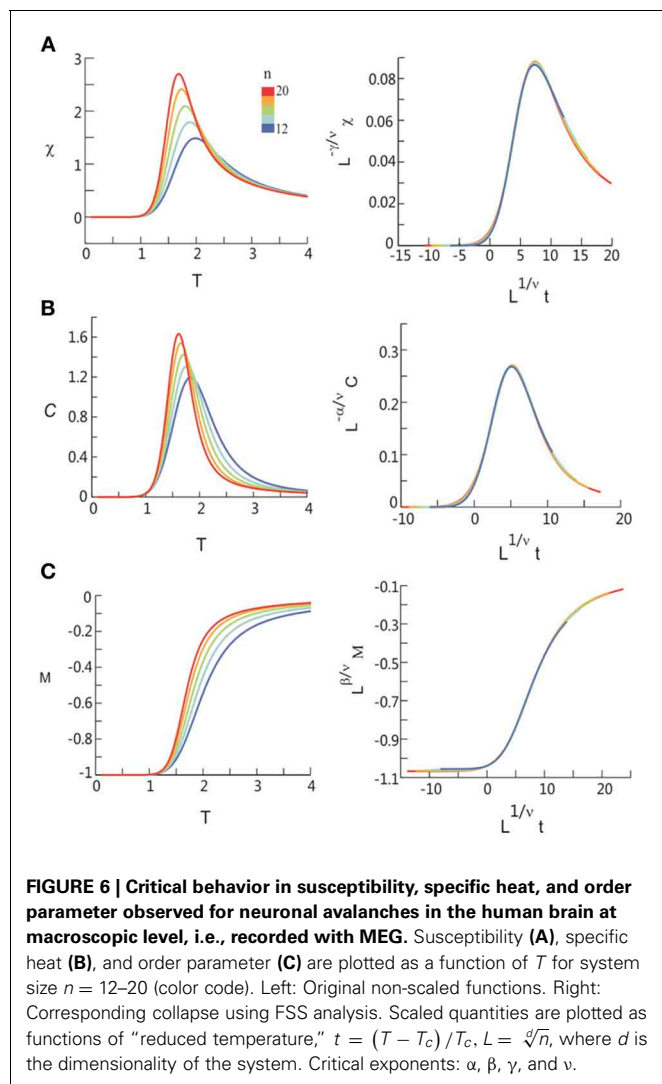 A
3
2
1
0
χ
n
20
12
0 1 2 3 4
T
0.08
0.06
0.04
0.02
0
L^{-γ/ν} χ
-15 -10 -5 0 5 10 15 20
L^{1/ν} t
B
1.6
1.2
0.8
0.4
0
C
0 1 2 3 4
T
0.3
0.2
0.1
0
L^{-α/ν} C
-10 0 10 20
L^{1/ν} t
C
0
-0.2
-0.4
-0.6
-0.8
-1
M
0 1 2 3 4
T
-0.1
-0.3
-0.5
-0.7
-0.9
-1.1
L^{β/ν} M
-10 0 10 20
L^{1/ν} t
FIGURE 6 | Critical behavior in susceptibility, specific heat, and order
parameter observed for neuronal avalanches in the human brain at
macroscopic level, i.e., recorded with MEG. Susceptibility (A), specific
heat (B), and order parameter (C) are plotted as a function of T for system
size n = 12–20 (color code). Left: Original non-scaled functions. Right:
Corresponding collapse using FSS analysis. Scaled quantities are plotted as
functions of “reduced temperature,” t = (T − T_c)/T_c, L = ᵈ√n, where d is
the dimensionality of the system. Critical exponents: α, β, γ, and ν.